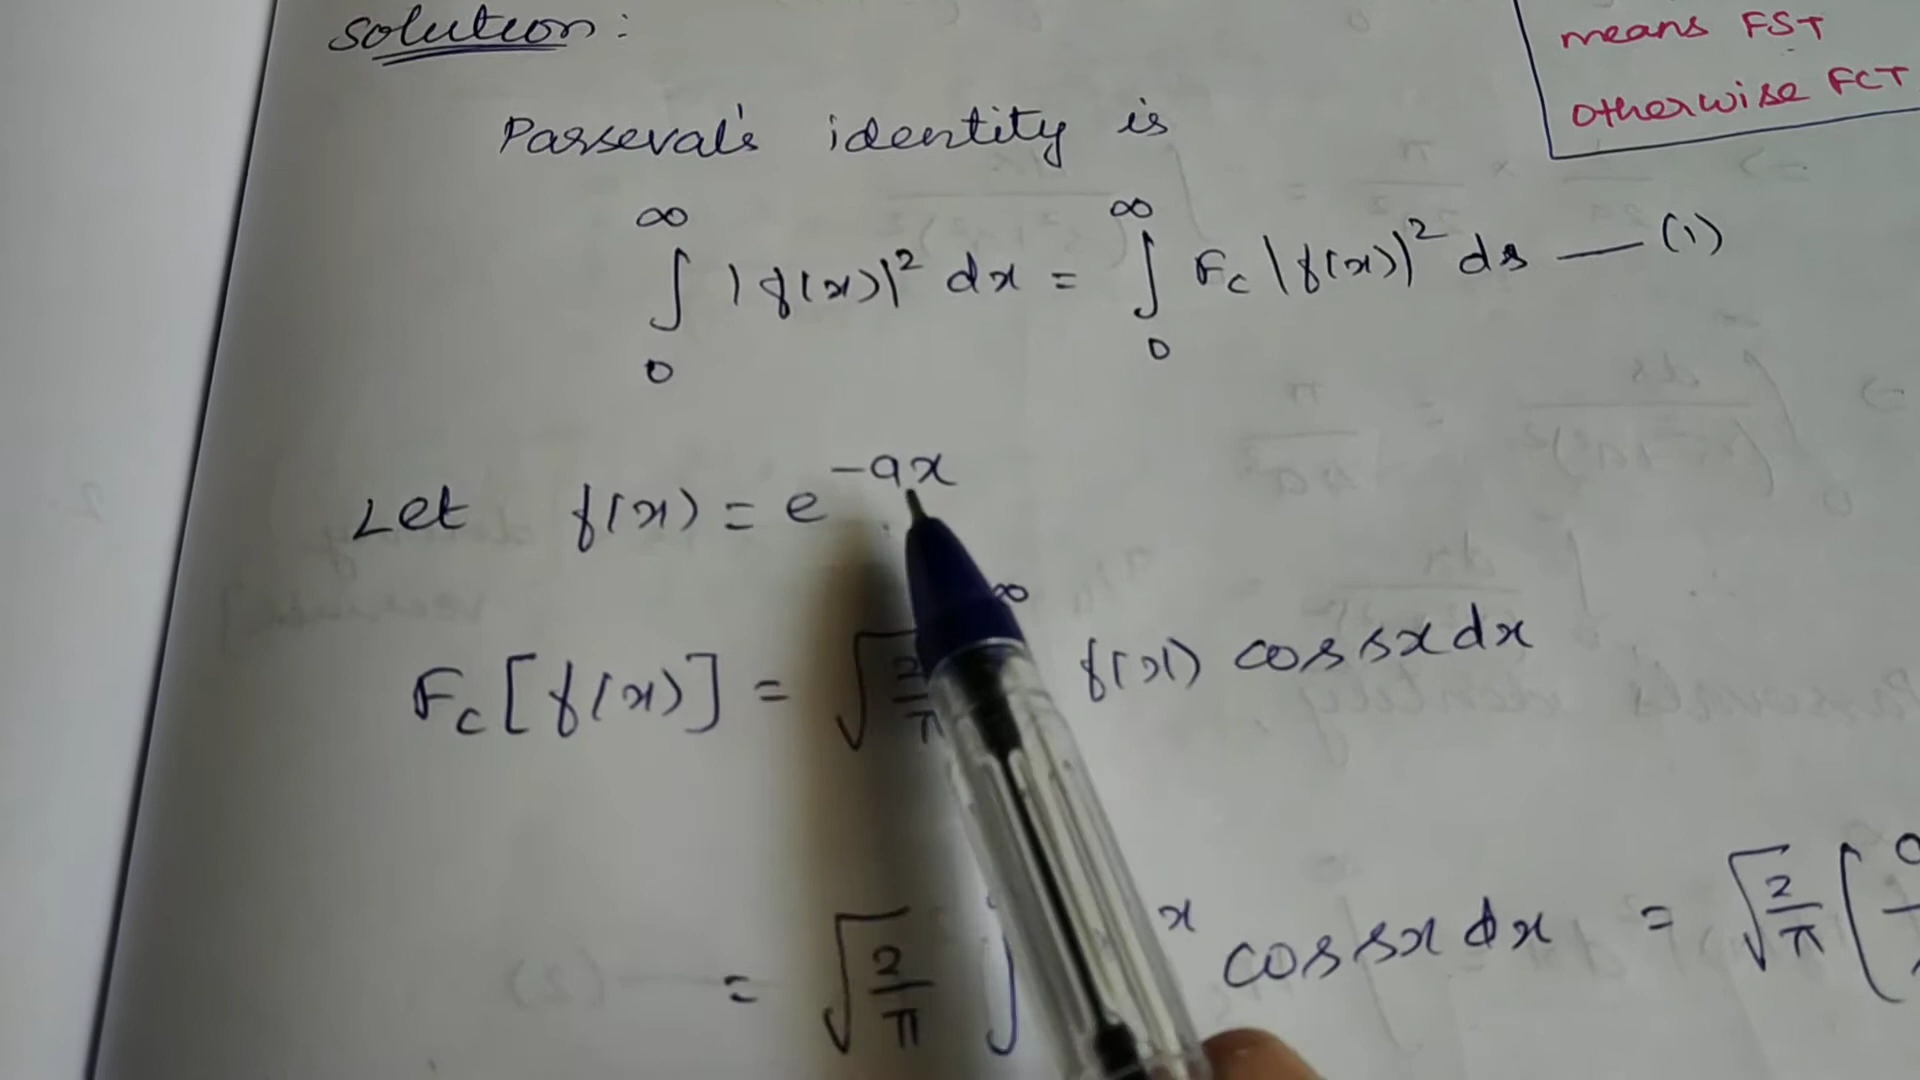 Solution:
means FST
otherwise FCT
Parseval's identity is
∞ ∫ 0 |f(x)|² dx = ∞ ∫ 0 Fc |f(x)|² ds — (1)
Let f(x) = e^-ax
Fc [f(x)] = √2/π ∞ f(x) cos sx dx
= √2/π ∫ x cos sx dx = √2/π (